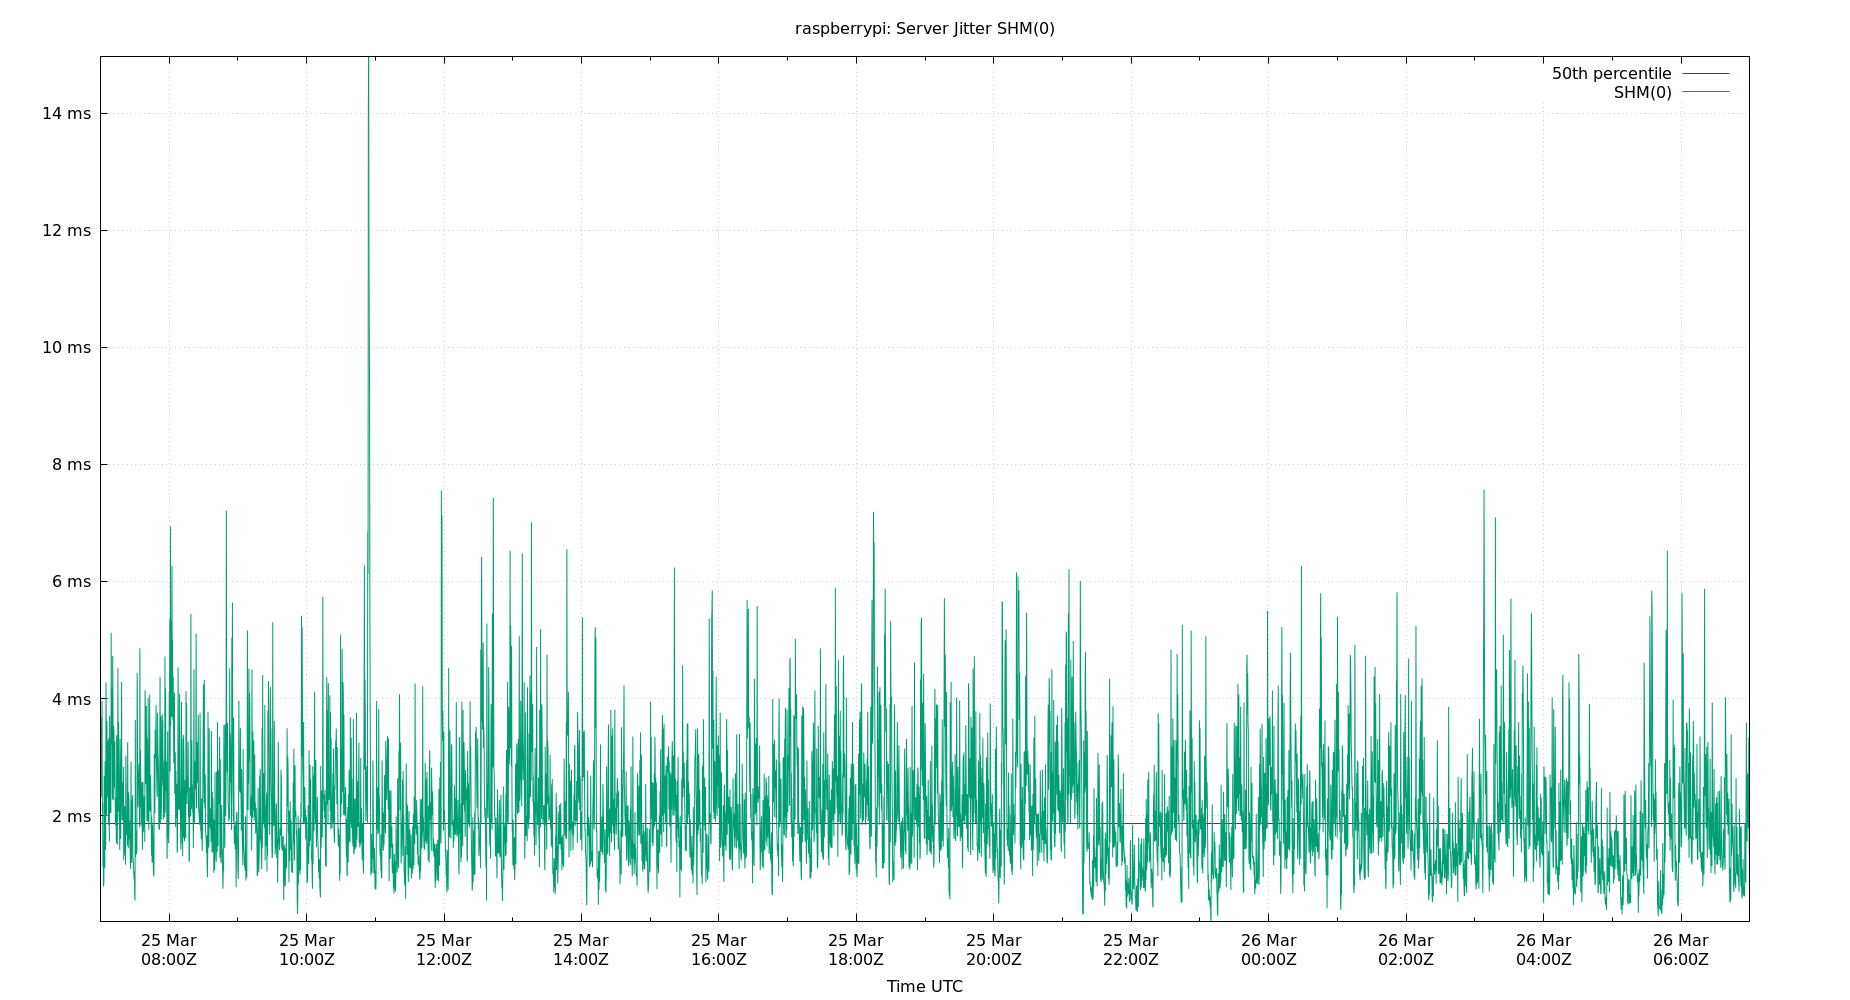 raspberrypi: Server Jitter SHM(0)
50th percentile
SHM(0)
14 ms
12 ms
10 ms
8 ms
6 ms
4 ms
2 ms
25 Mar 25 Mar 25 Mar 25 Mar 25 Mar 25 Mar 25 Mar 25 Mar 26 Mar 26 Mar 26 Mar 26 Mar
08:00Z 10:00Z 12:00Z 14:00Z 16:00Z 18:00Z 20:00Z 22:00Z 00:00Z 02:00Z 04:00Z 06:00Z
Time UTC